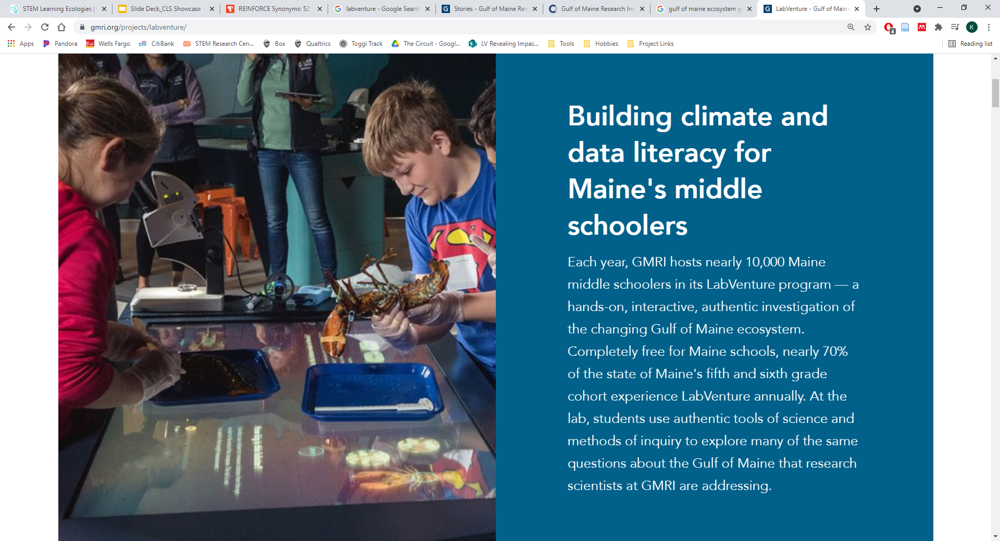 STEM Learning Ecologies |
Slide Deck_CLS Showcase -
REINFORCE Synonyms: 52
labventure - Google Search
Stories - Gulf of Maine Res
Gulf of Maine Research Ins
gulf of maine ecosystem g
LabVenture - Gulf of Maine
gmri.org/projects/labventure/
4
K
Apps
Pandora
Wells Fargo
citi CitiBank
OSU STEM Research Cen...
Box
Qualtrics
Toggl Track
The Circuit - Googl...
LV Revealing Impac...
Tools
Hobbies
Project Links
Reading list
Building climate and
data literacy for
Maine's middle
schoolers
Each year, GMRI hosts nearly 10,000 Maine
middle schoolers in its LabVenture program — a
hands-on, interactive, authentic investigation of
the changing Gulf of Maine ecosystem.
Completely free for Maine schools, nearly 70%
of the state of Maine's fifth and sixth grade
cohort experience LabVenture annually. At the
lab, students use authentic tools of science and
methods of inquiry to explore many of the same
questions about the Gulf of Maine that research
scientists at GMRI are addressing.